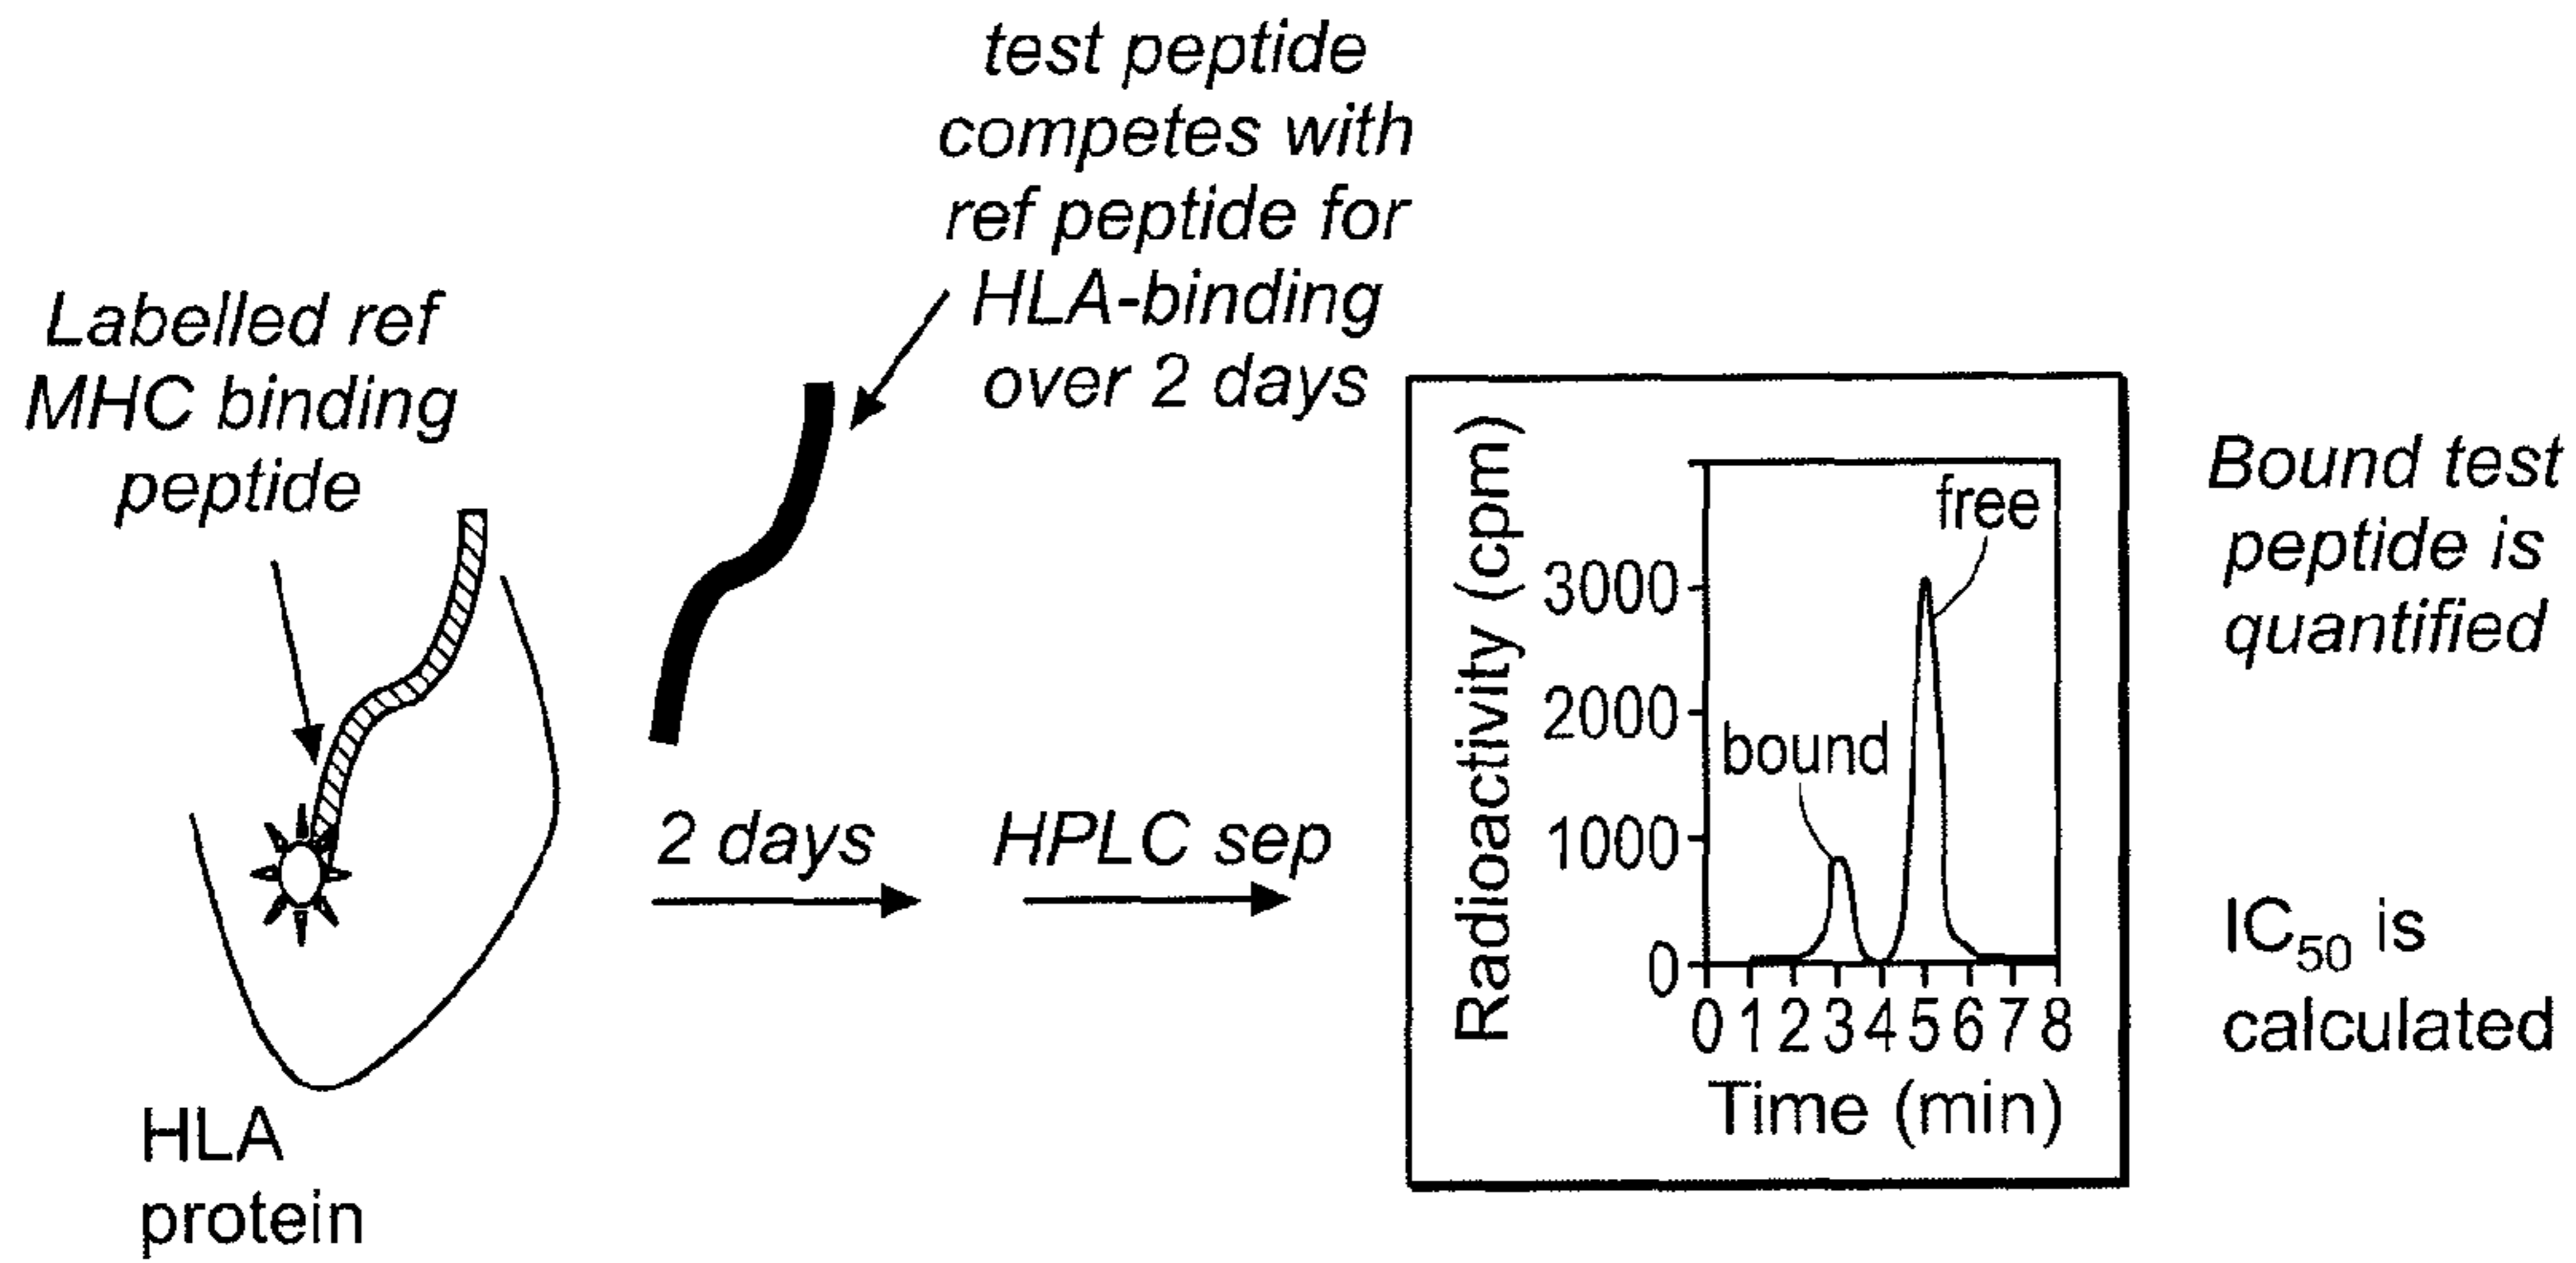 test peptide
competes with
ref peptide for
HLA-binding
over 2 days
Labelled ref
MHC binding
peptide
2 days
HPLC sep
HLA
protein
Radioactivity (cpm)
3000
2000
1000
0
bound
free
0 1 2 3 4 5 6 7 8
Time (min)
Bound test
peptide is
quantified
IC50 is
calculated